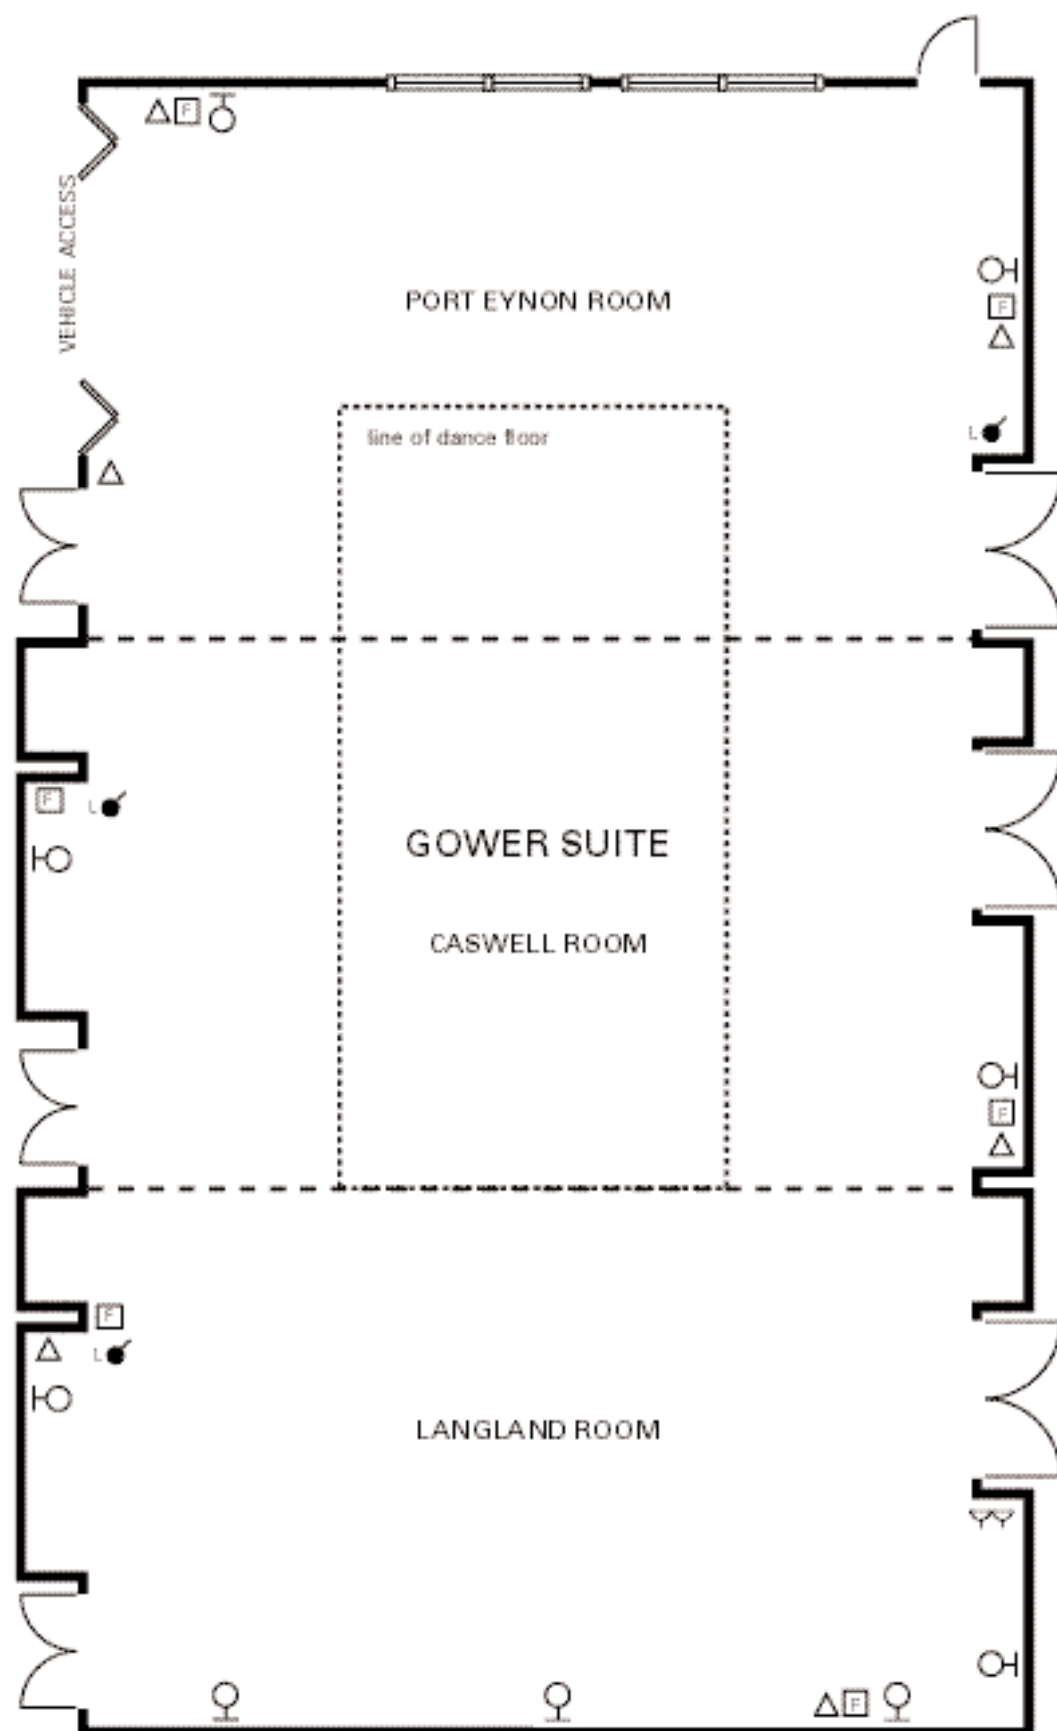 F
VEHICLE ACCESS
PORT EYNON ROOM
F
line of dance floor
L
F
L
GOWER SUITE
CASWELL ROOM
F
F
L
LANGLAND ROOM
F